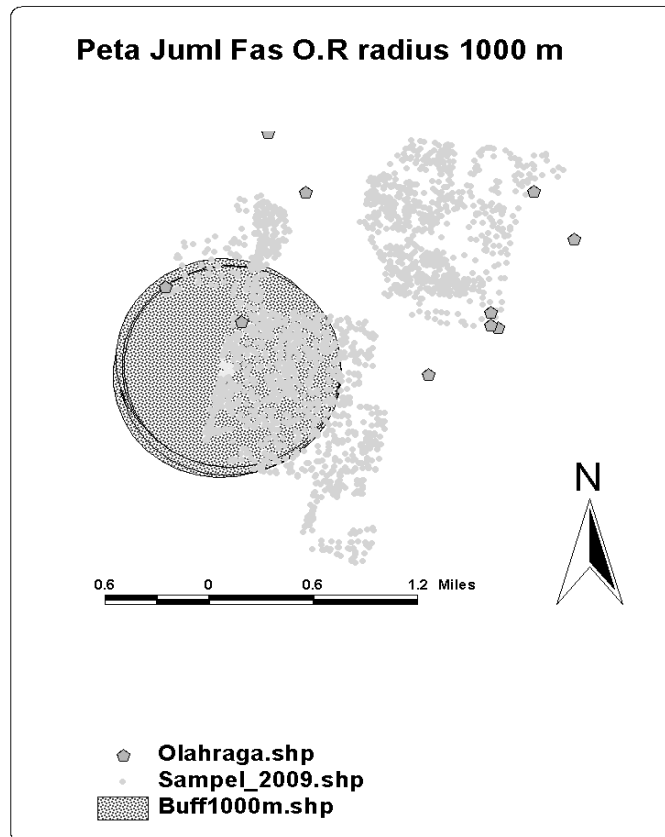 Peta Juml Fas O.R radius 1000 m
N
0.6 0 0.6 1.2 Miles
Olahraga.shp
Sampel_2009.shp
Buff1000m.shp